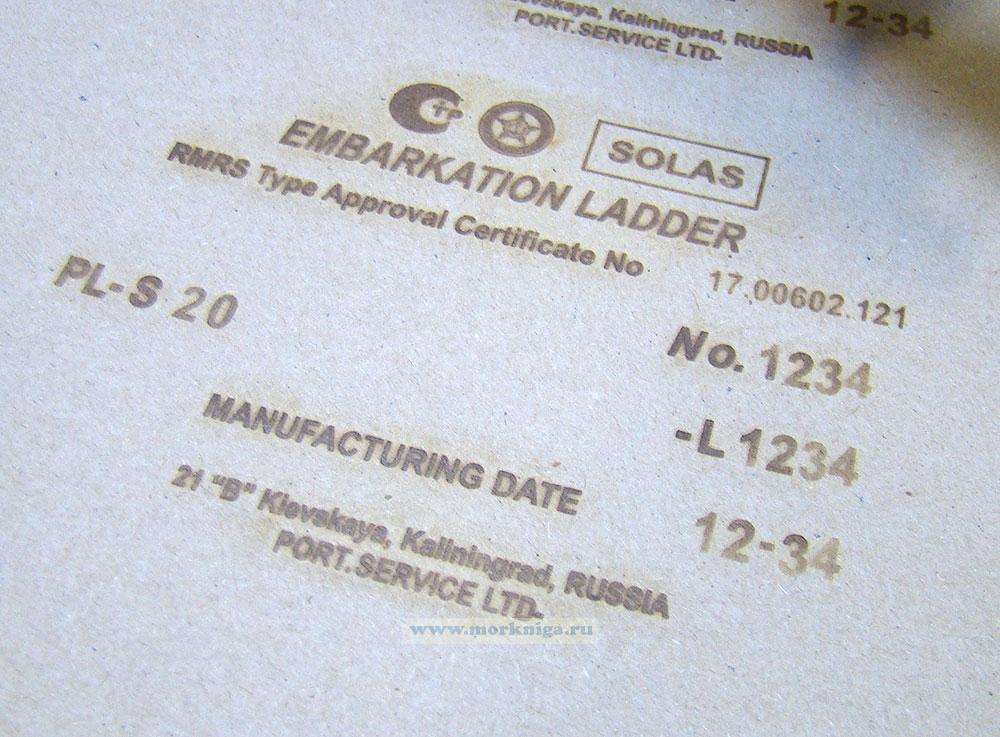 Kaliningrad, RUSSIA 12-34
PORT.SERVICE LTD-
SOLAS
EMBARKATION LADDER
RMRS Type Approval Certificate No 17.00602.121
PL-S 20 No. 1234
-L 1234
MANUFACTURING DATE 12-34
21 "B" Kievskaya, Kaliningrad, RUSSIA
PORT.SERVICE LTD-
www.morkniga.ru